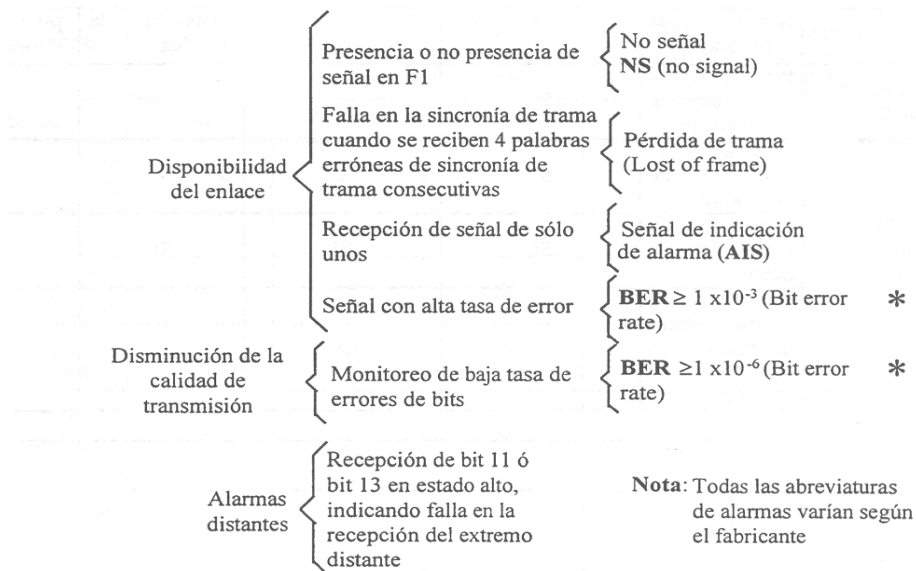 Presencia o no presencia de
señal en F1
No señal
NS (no signal)
Falla en la sincronía de trama
cuando se reciben 4 palabras
erróneas de sincronía de
trama consecutivas
Pérdida de trama
(Lost of frame)
Disponibilidad
del enlace
Recepción de señal de sólo
unos
Señal de indicación
de alarma (AIS)
Señal con alta tasa de error
BER ≥ 1 x10⁻³ (Bit error *
rate)
Disminución de la
calidad de
transmisión
Monitoreo de baja tasa de
errores de bits
BER ≥1 x10⁻⁶ (Bit error *
rate)
Alarmas
distantes
Recepción de bit 11 ó
bit 13 en estado alto,
indicando falla en la
recepción del extremo
distante
Nota: Todas las abreviaturas
de alarmas varían según
el fabricante